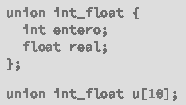 union int_float {
int entero;
float real;
};
union int_float u[10];